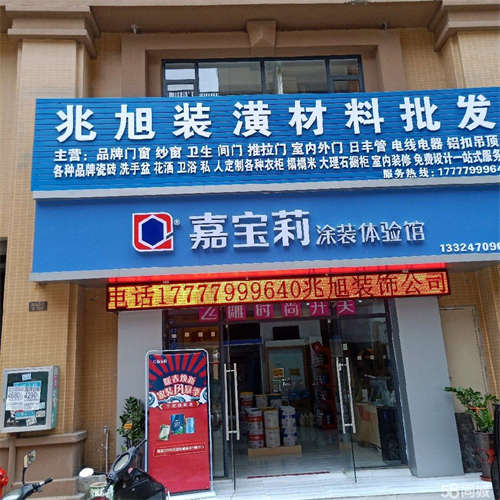 兆旭装潢材料批发
主营：品牌门窗 纱窗 卫生间门 推拉门 室内外门 日丰管 电线电器 铝扣吊顶
各种品牌瓷砖 洗手盆 花洒 卫浴 私人定制各种衣柜 榻榻米 大理石橱柜 室内装修 免费设计一站式服务
服务热线：177779996
嘉宝莉 涂装体验馆
13324709
电话17777999640兆旭装饰公司
时尚开关